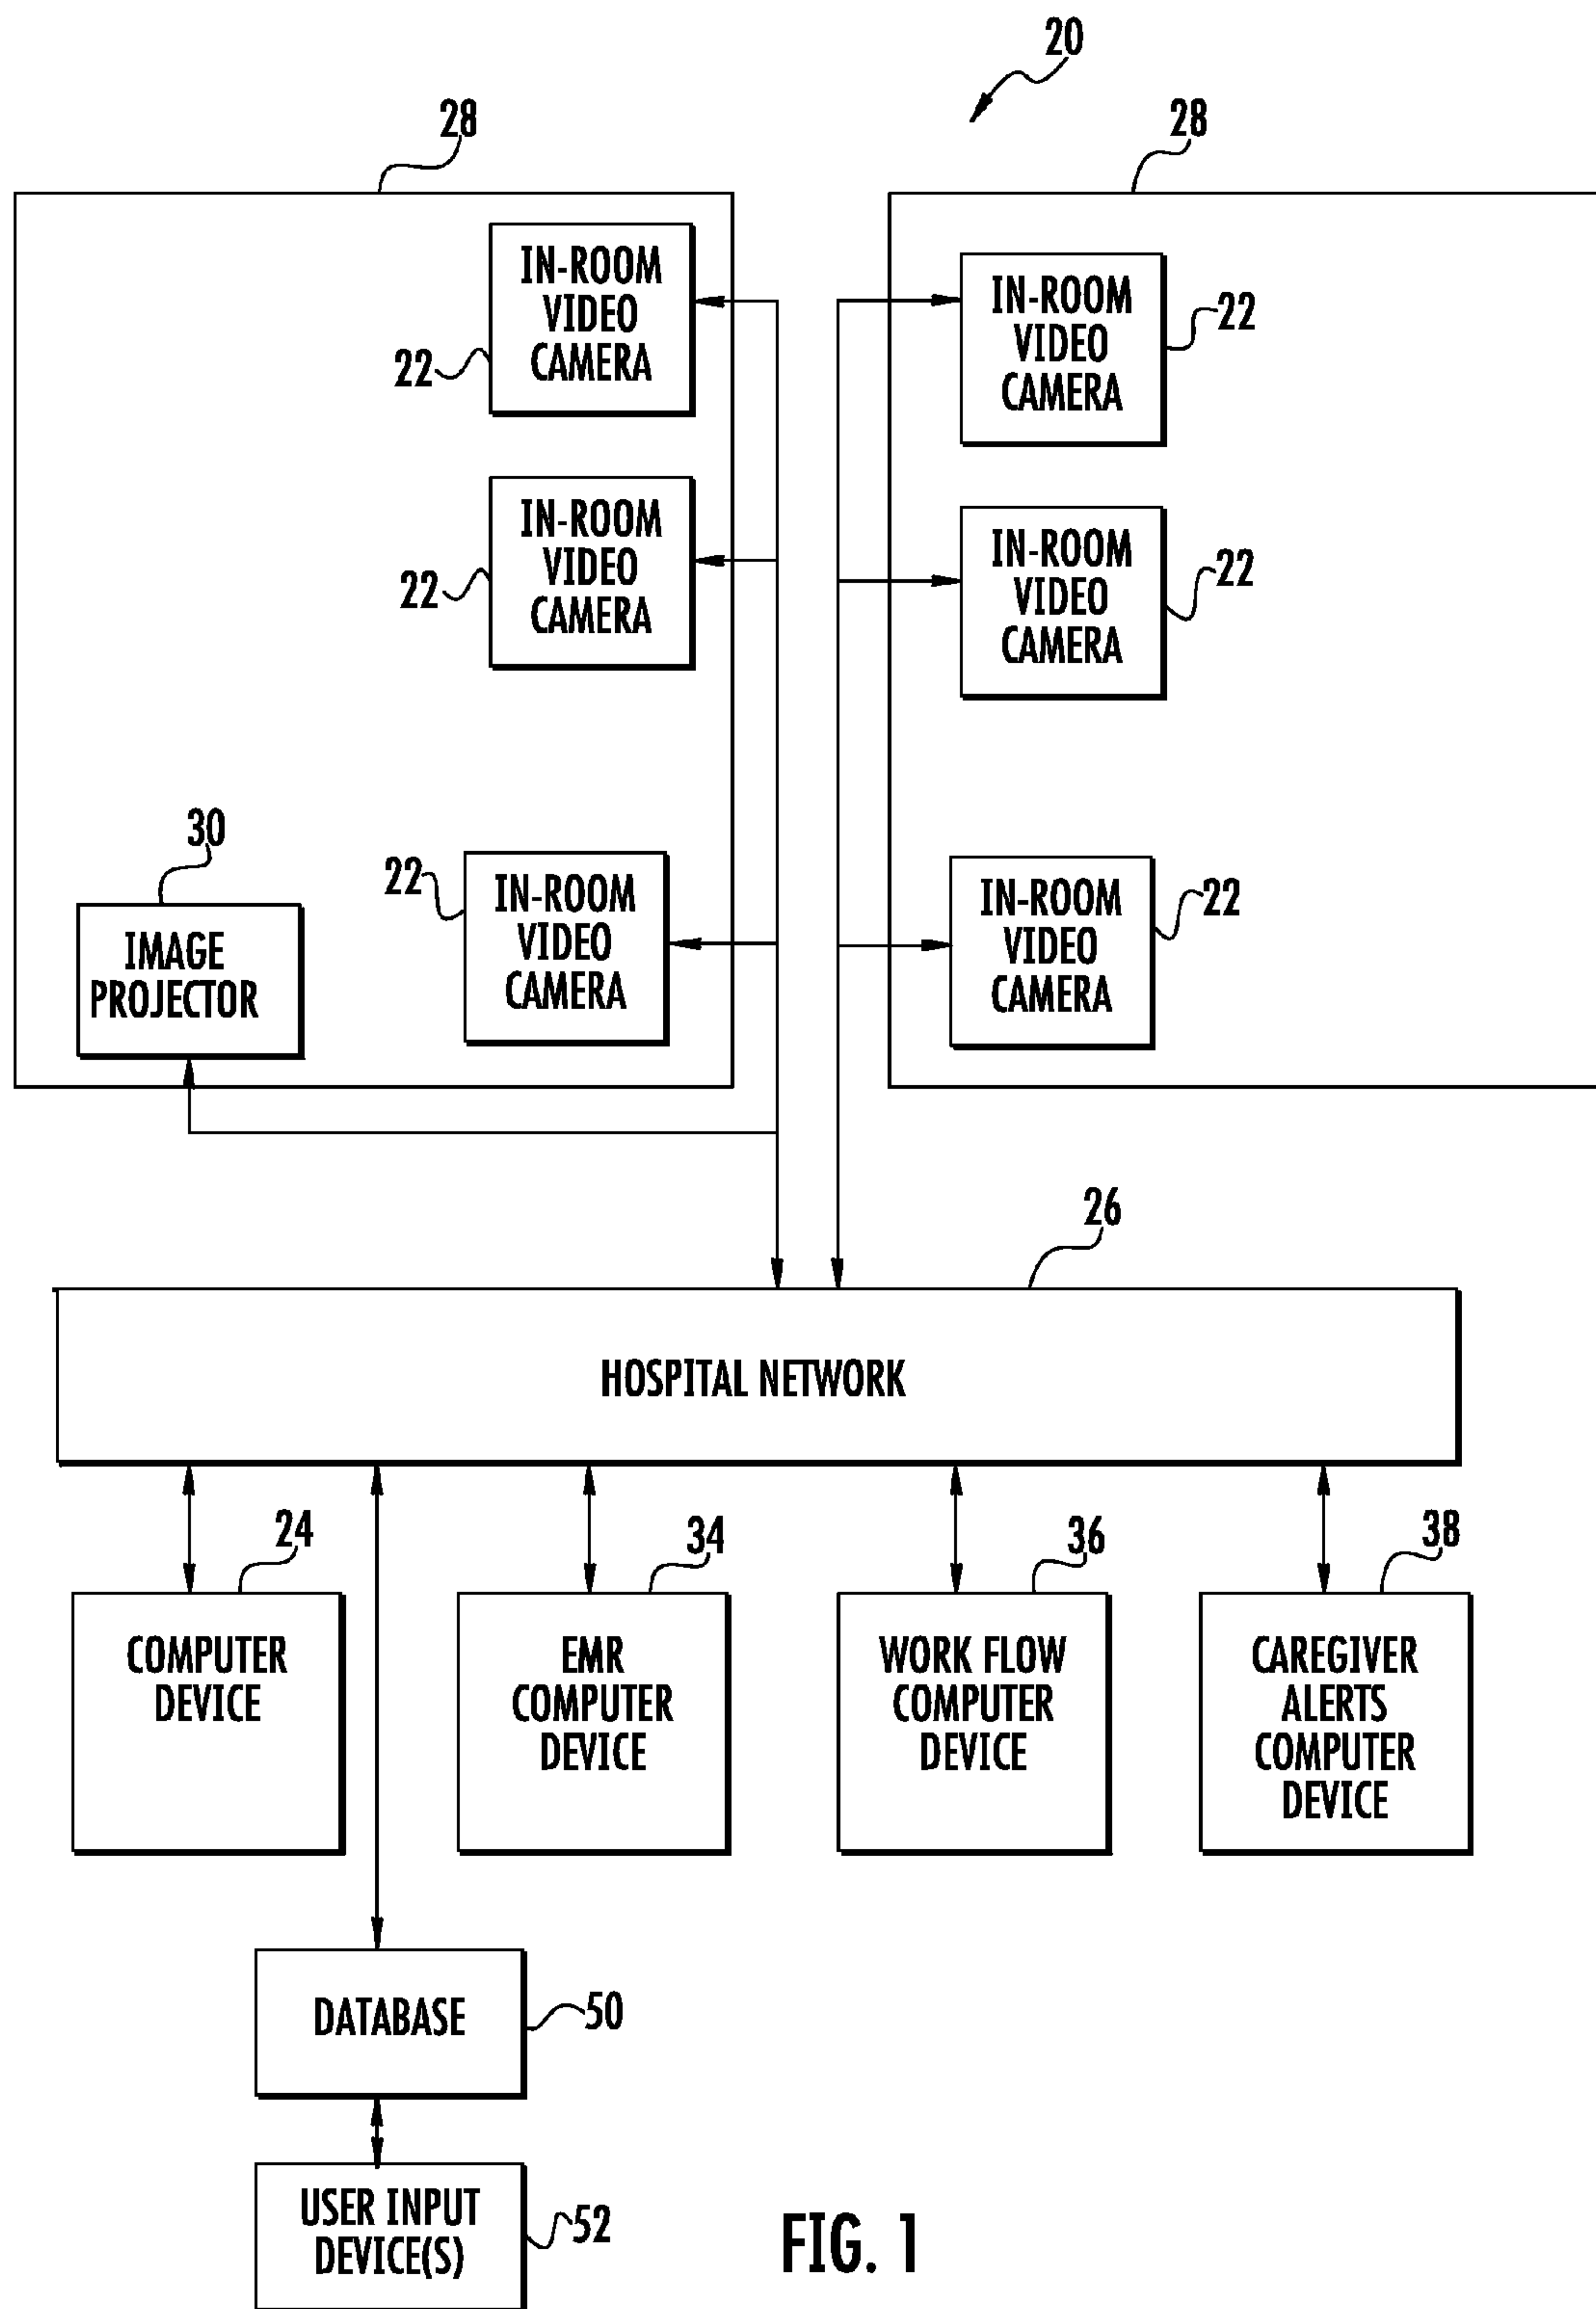 20
28
28
IN-ROOM
VIDEO
CAMERA
22
IN-ROOM
VIDEO
CAMERA
22
IN-ROOM
VIDEO
CAMERA
22
IN-ROOM
VIDEO
CAMERA
22
30
IMAGE
PROJECTOR
22
IN-ROOM
VIDEO
CAMERA
IN-ROOM
VIDEO
CAMERA
22
26
HOSPITAL NETWORK
24
COMPUTER
DEVICE
34
EMR
COMPUTER
DEVICE
36
WORK FLOW
COMPUTER
DEVICE
38
CAREGIVER
ALERTS
COMPUTER
DEVICE
DATABASE
50
USER INPUT
DEVICE(S)
52
FIG. 1